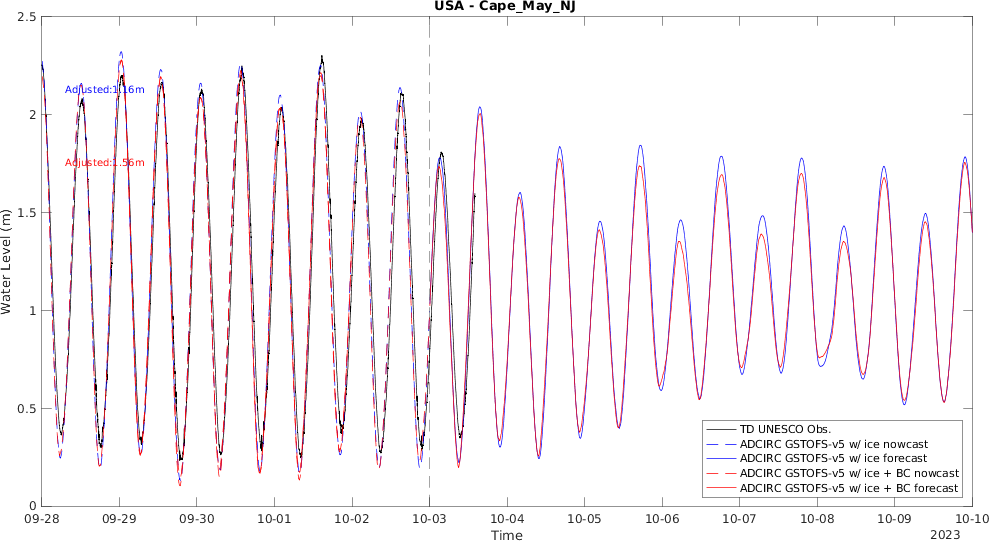 USA - Cape_May_NJ
2.5
2
1.5
1
0.5
0
Water Level (m)
Adjusted:1.16m
Adjusted:1.56m
TD UNESCO Obs.
ADCIRC GSTOFS-v5 w/ ice nowcast
ADCIRC GSTOFS-v5 w/ ice forecast
ADCIRC GSTOFS-v5 w/ ice + BC nowcast
ADCIRC GSTOFS-v5 w/ ice + BC forecast
09-28 09-29 09-30 10-01 10-02 10-03 10-04 10-05 10-06 10-07 10-08 10-09 10-10
Time
2023